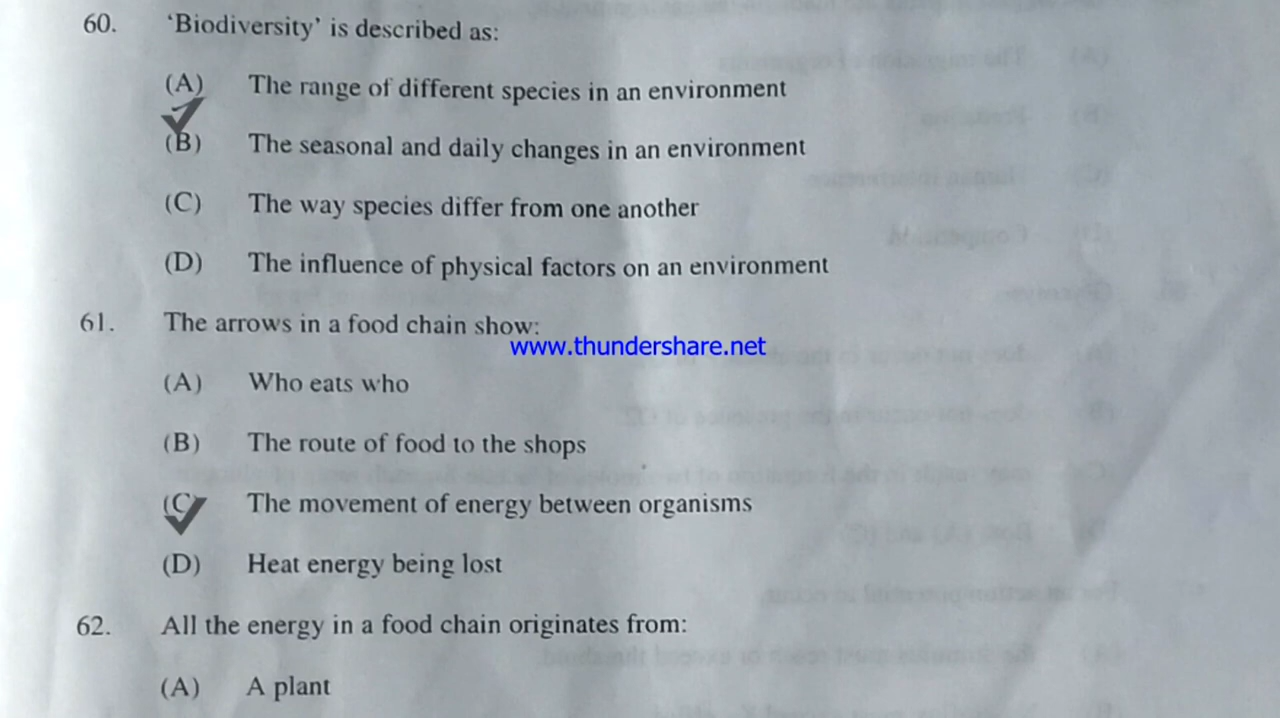 60. 'Biodiversity' is described as:
(A) The range of different species in an environment
(B) The seasonal and daily changes in an environment
(C) The way species differ from one another
(D) The influence of physical factors on an environment
61. The arrows in a food chain show:
www.thundershare.net
(A) Who eats who
(B) The route of food to the shops
(C) The movement of energy between organisms
(D) Heat energy being lost
62. All the energy in a food chain originates from:
(A) A plant